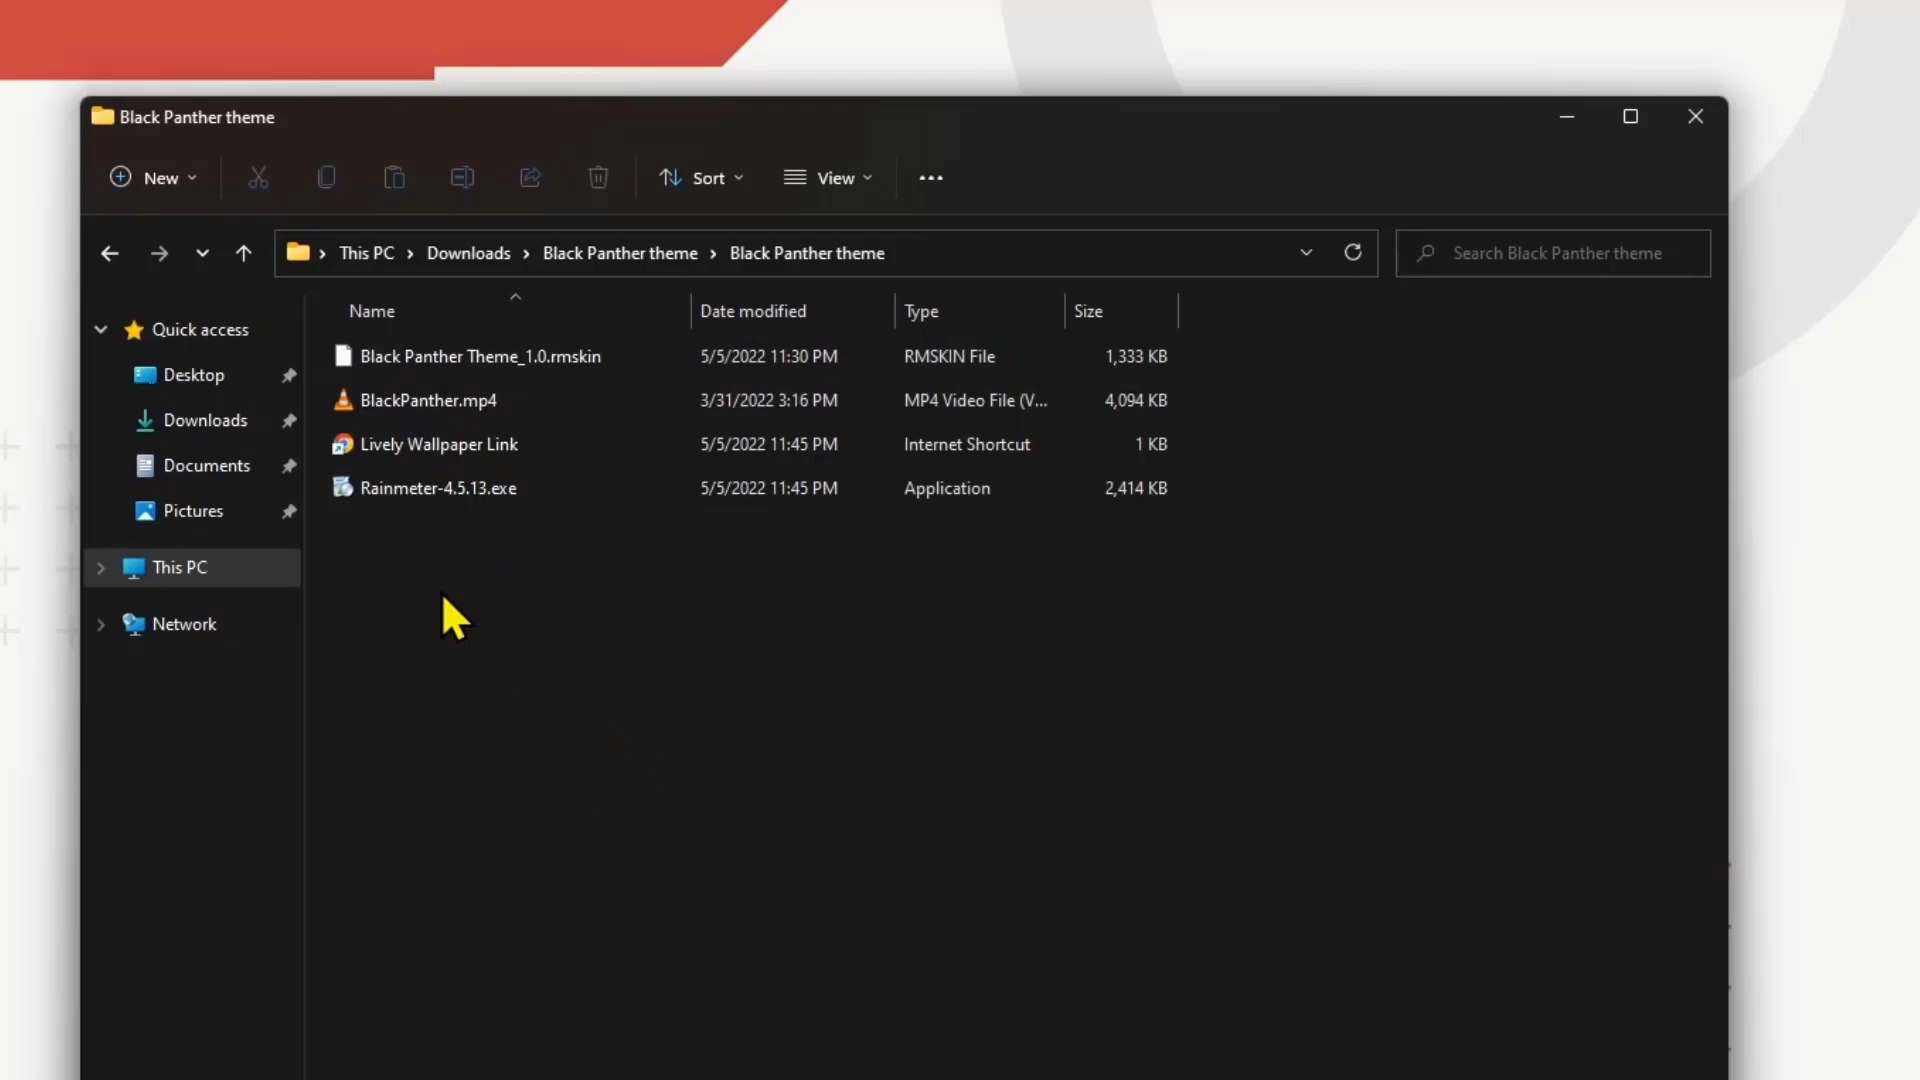 Black Panther theme
New
Sort
View
This PC > Downloads > Black Panther theme > Black Panther theme
Search Black Panther theme
Name Date modified Type Size
Quick access
Desktop
Downloads
Documents
Pictures
This PC
Network
Black Panther Theme_1.0.rmskin 5/5/2022 11:30 PM RMSKIN File 1,333 KB
BlackPanther.mp4 3/31/2022 3:16 PM MP4 Video File (V... 4,094 KB
Lively Wallpaper Link 5/5/2022 11:45 PM Internet Shortcut 1 KB
Rainmeter-4.5.13.exe 5/5/2022 11:45 PM Application 2,414 KB